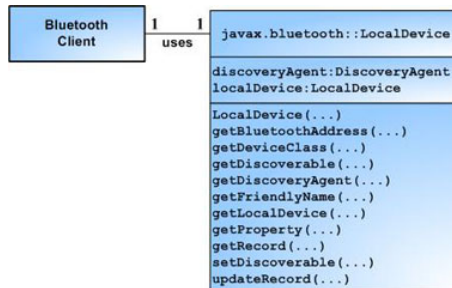 Bluetooth
Client
1 1
uses
javax.bluetooth::LocalDevice
discoveryAgent:DiscoveryAgent
localDevice:LocalDevice
LocalDevice(...)
getBluetoothAddress(...)
getDeviceClass(...)
getDiscoverable(...)
getDiscoveryAgent(...)
getFriendlyName(...)
getLocalDevice(...)
getProperty(...)
getRecord(...)
setDiscoverable(...)
updateRecord(...)